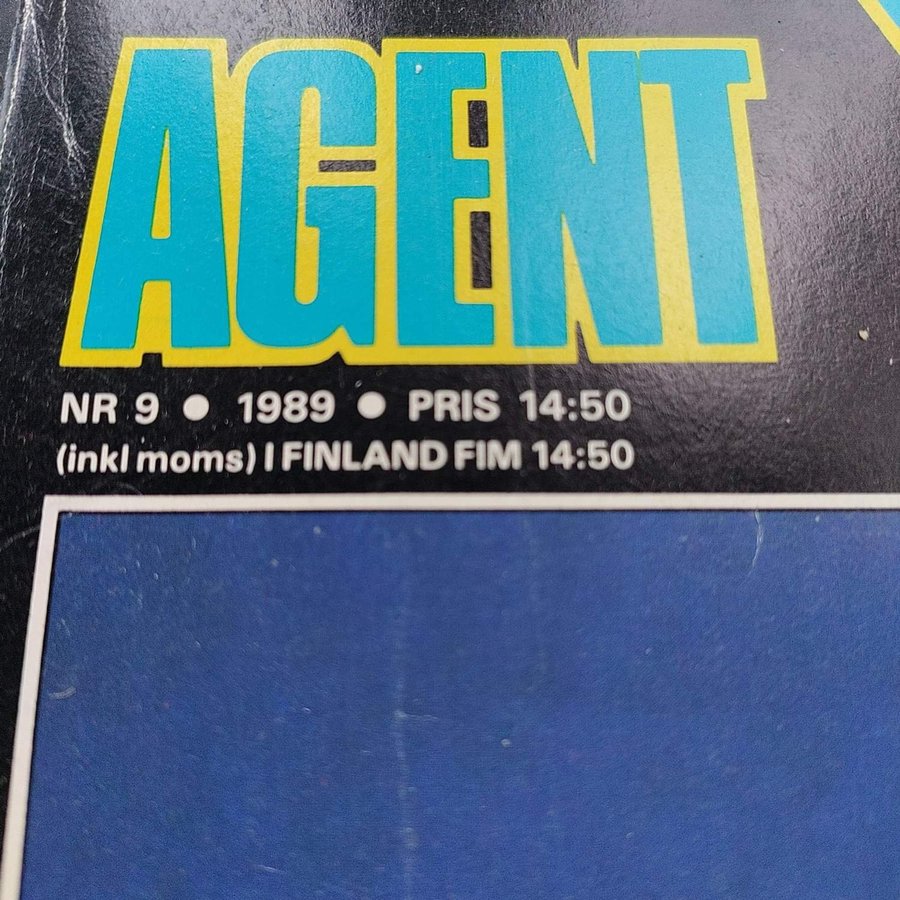 AGENT
NR 9 ● 1989 ● PRIS 14:50
(inkl moms) I FINLAND FIM 14:50